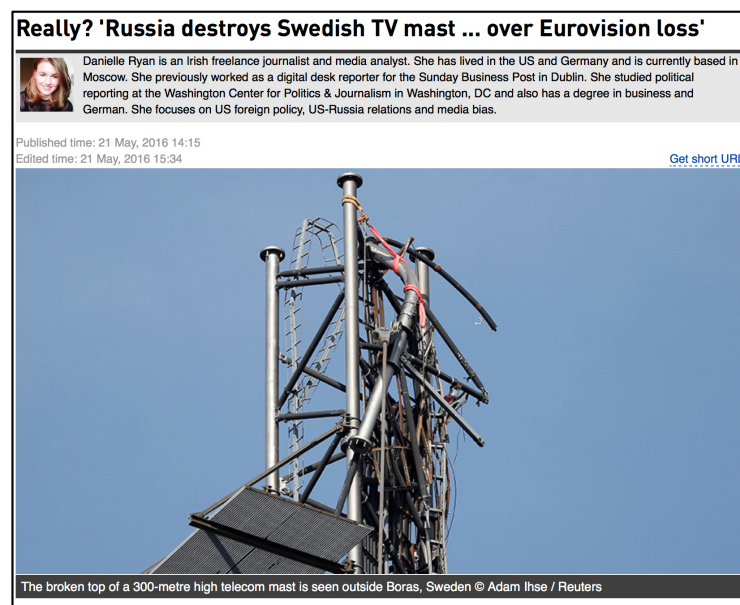 Really? 'Russia destroys Swedish TV mast ... over Eurovision loss'
Danielle Ryan is an Irish freelance journalist and media analyst. She has lived in the US and Germany and is currently based in
Moscow. She previously worked as a digital desk reporter for the Sunday Business Post in Dublin. She studied political
reporting at the Washington Center for Politics & Journalism in Washington, DC and also has a degree in business and
German. She focuses on US foreign policy, US-Russia relations and media bias.
Published time: 21 May, 2016 14:15
Edited time: 21 May, 2016 15:34
Get short URL
The broken top of a 300-metre high telecom mast is seen outside Boras, Sweden © Adam Ihse / Reuters